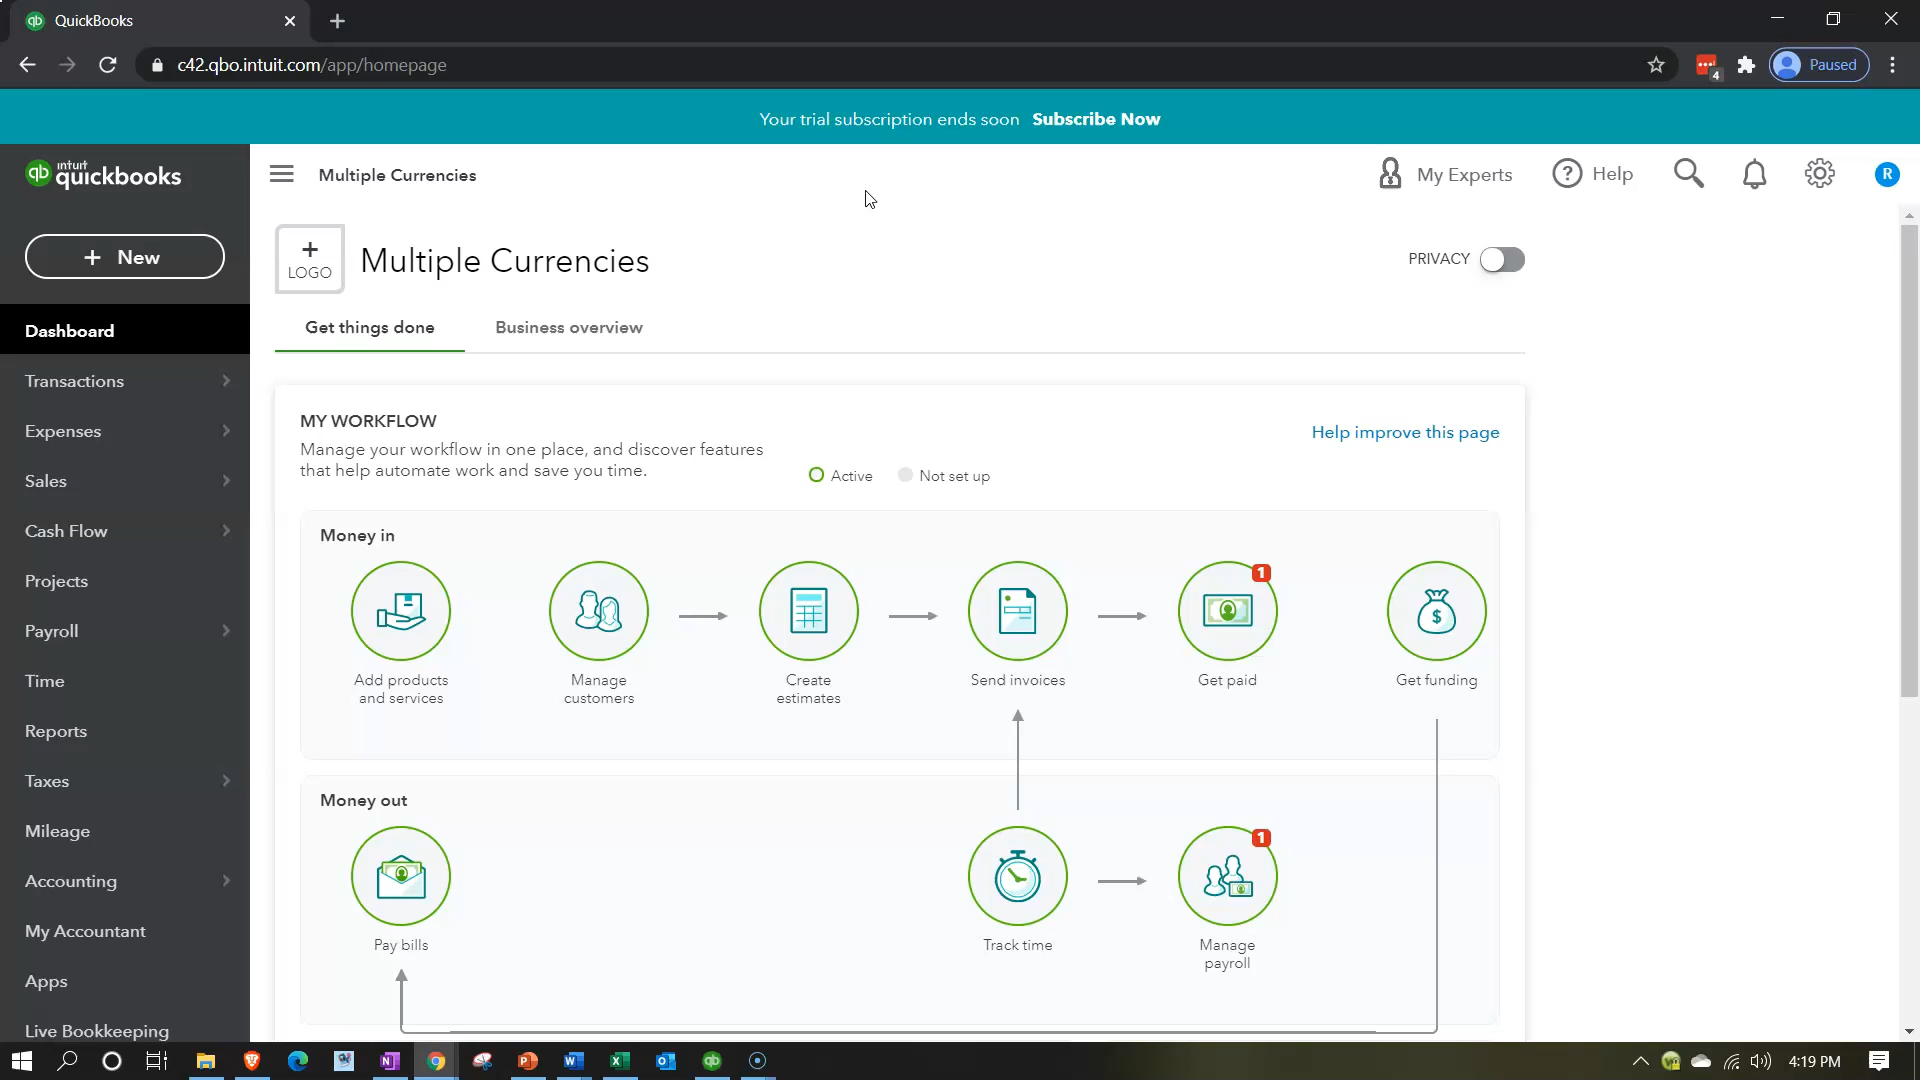 QuickBooks
c42.qbo.intuit.com/app/homepage
4
Paused
Your trial subscription ends soon Subscribe Now
qb intuit quickbooks
Multiple Currencies
My Experts
? Help
R
+ New
+ LOGO
Multiple Currencies
PRIVACY
Get things done
Business overview
Dashboard
Transactions
Expenses
Sales
Cash Flow
Projects
Payroll
Time
Reports
Taxes
Mileage
Accounting
My Accountant
Apps
Live Bookkeeping
MY WORKFLOW
Manage your workflow in one place, and discover features
that help automate work and save you time.
Active
Not set up
Help improve this page
Money in
1
$
Add products
and services
Manage
customers
Create
estimates
Send invoices
Get paid
Get funding
Money out
1
Pay bills
Track time
Manage
payroll
4:19 PM